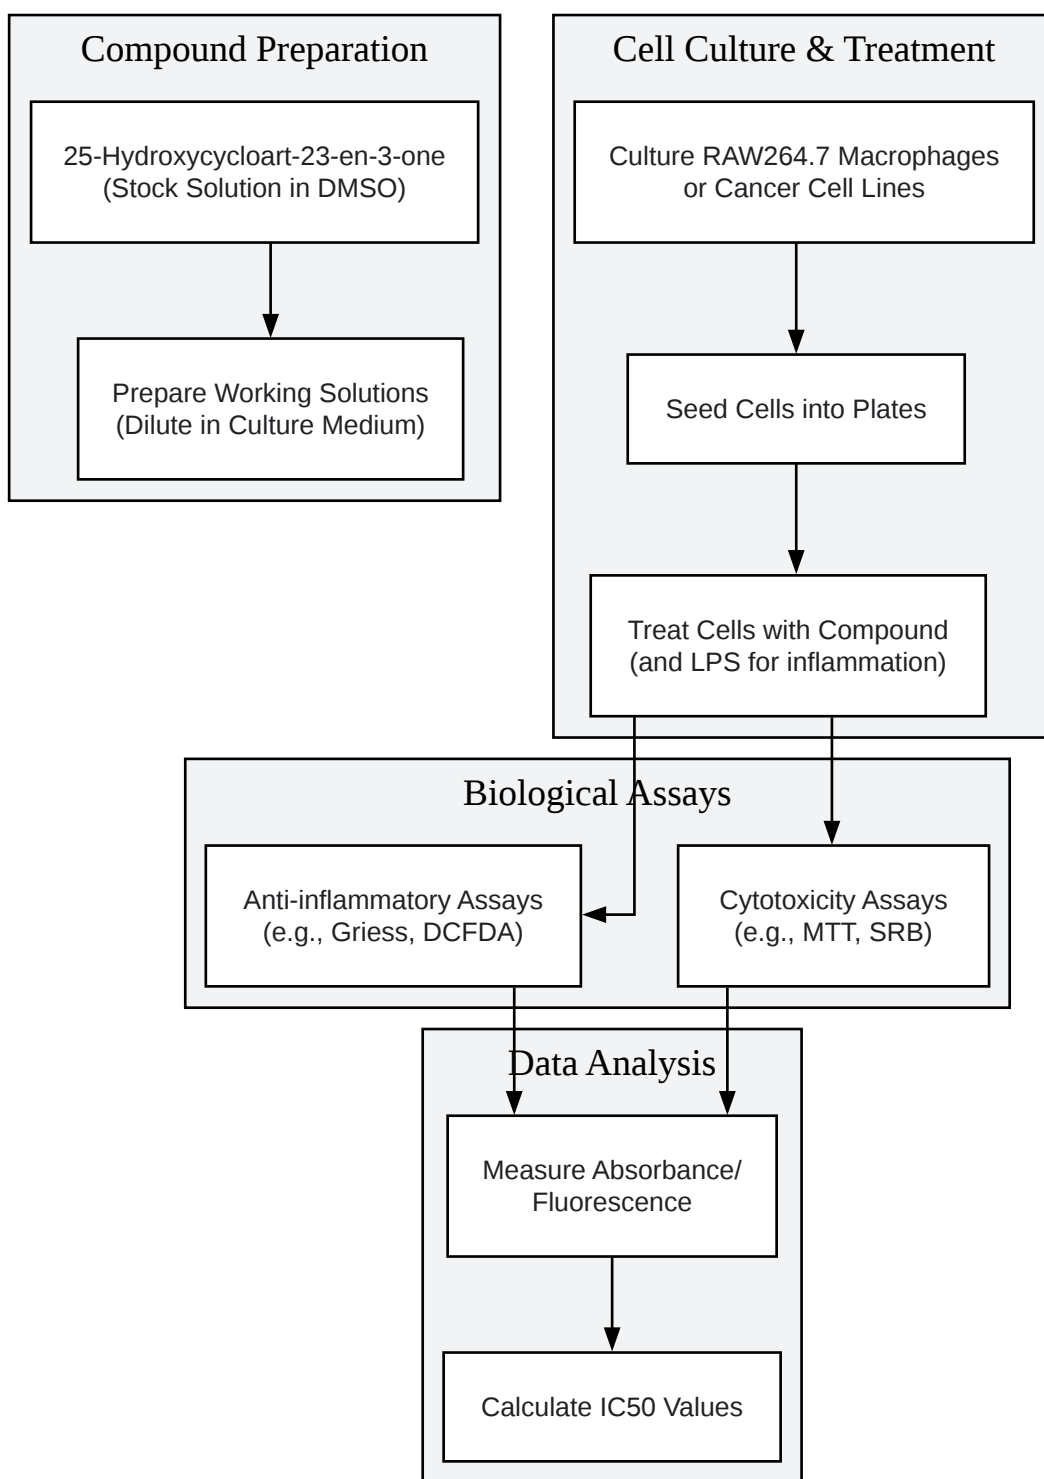 Compound Preparation
25-Hydroxycycloart-23-en-3-one
(Stock Solution in DMSO)
Prepare Working Solutions
(Dilute in Culture Medium)
Cell Culture & Treatment
Culture RAW264.7 Macrophages
or Cancer Cell Lines
Seed Cells into Plates
Treat Cells with Compound
(and LPS for inflammation)
Biological Assays
Anti-inflammatory Assays
(e.g., Griess, DCFDA)
Cytotoxicity Assays
(e.g., MTT, SRB)
Data Analysis
Measure Absorbance/
Fluorescence
Calculate IC50 Values